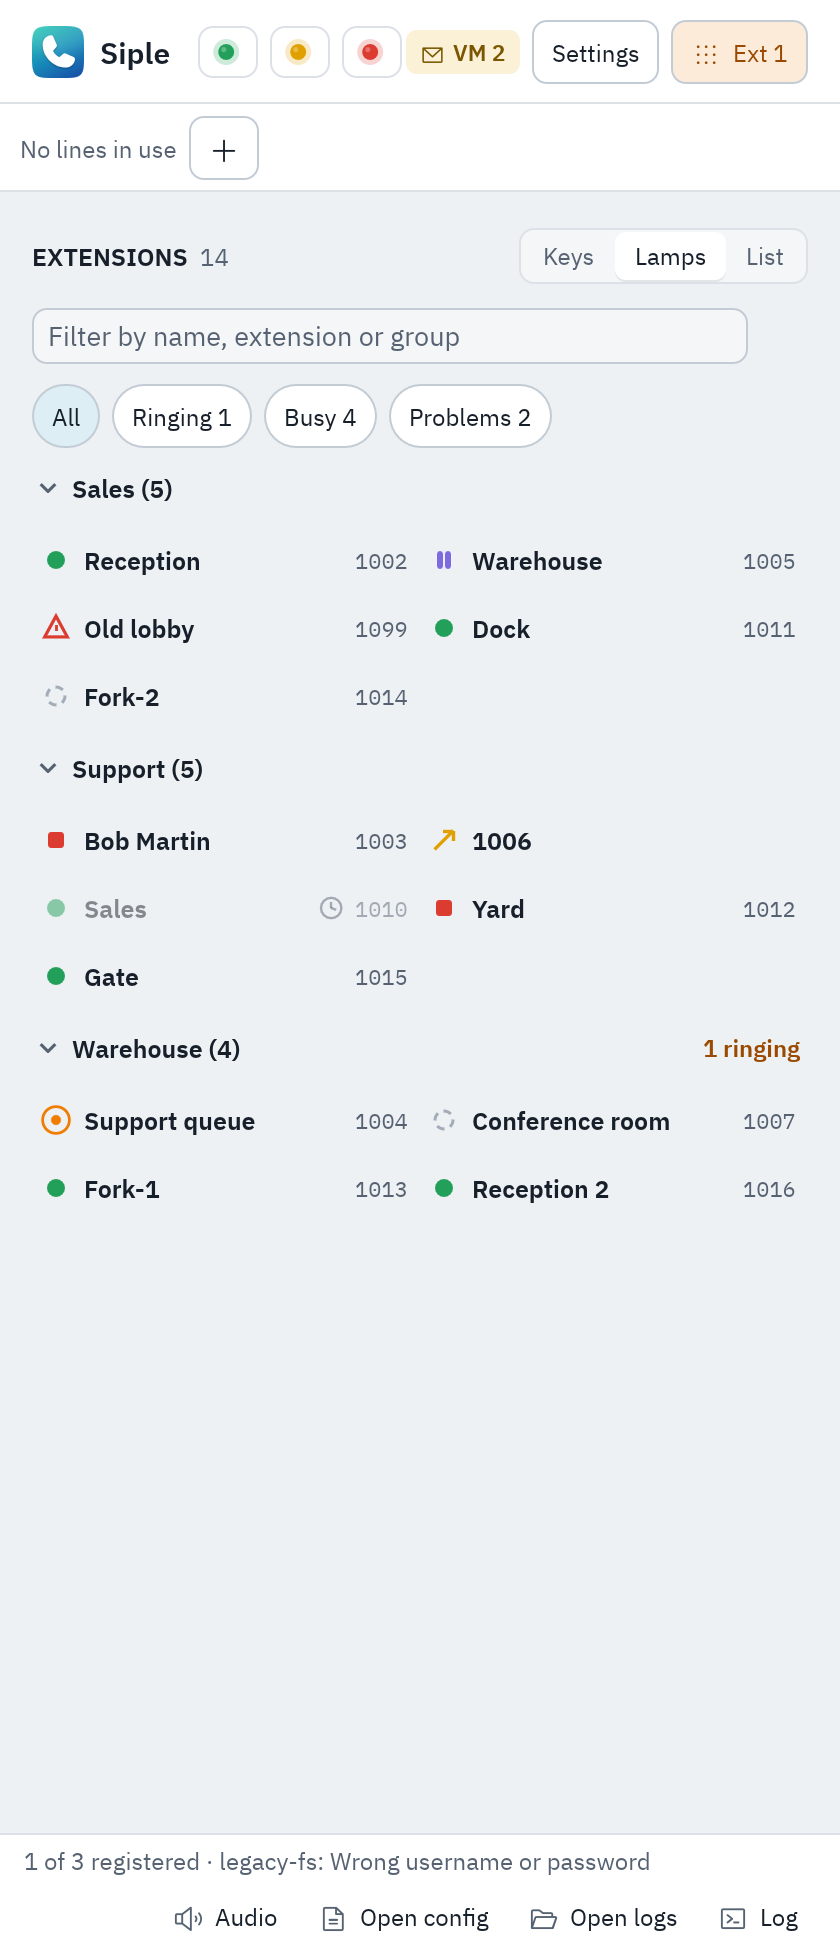 Siple VM 2 Settings Ext 1
No lines in use
EXTENSIONS 14 Keys Lamps List
Filter by name, extension or group
All Ringing 1 Busy 4 Problems 2
Sales (5)
Reception 1002 Warehouse 1005
Old lobby 1099 Dock 1011
Fork-2 1014
Support (5)
Bob Martin 1003 1006
Sales 1010 Yard 1012
Gate 1015
Warehouse (4) 1 ringing
Support queue 1004 Conference room 1007
Fork-1 1013 Reception 2 1016
1 of 3 registered · legacy-fs: Wrong username or password
Audio Open config Open logs Log